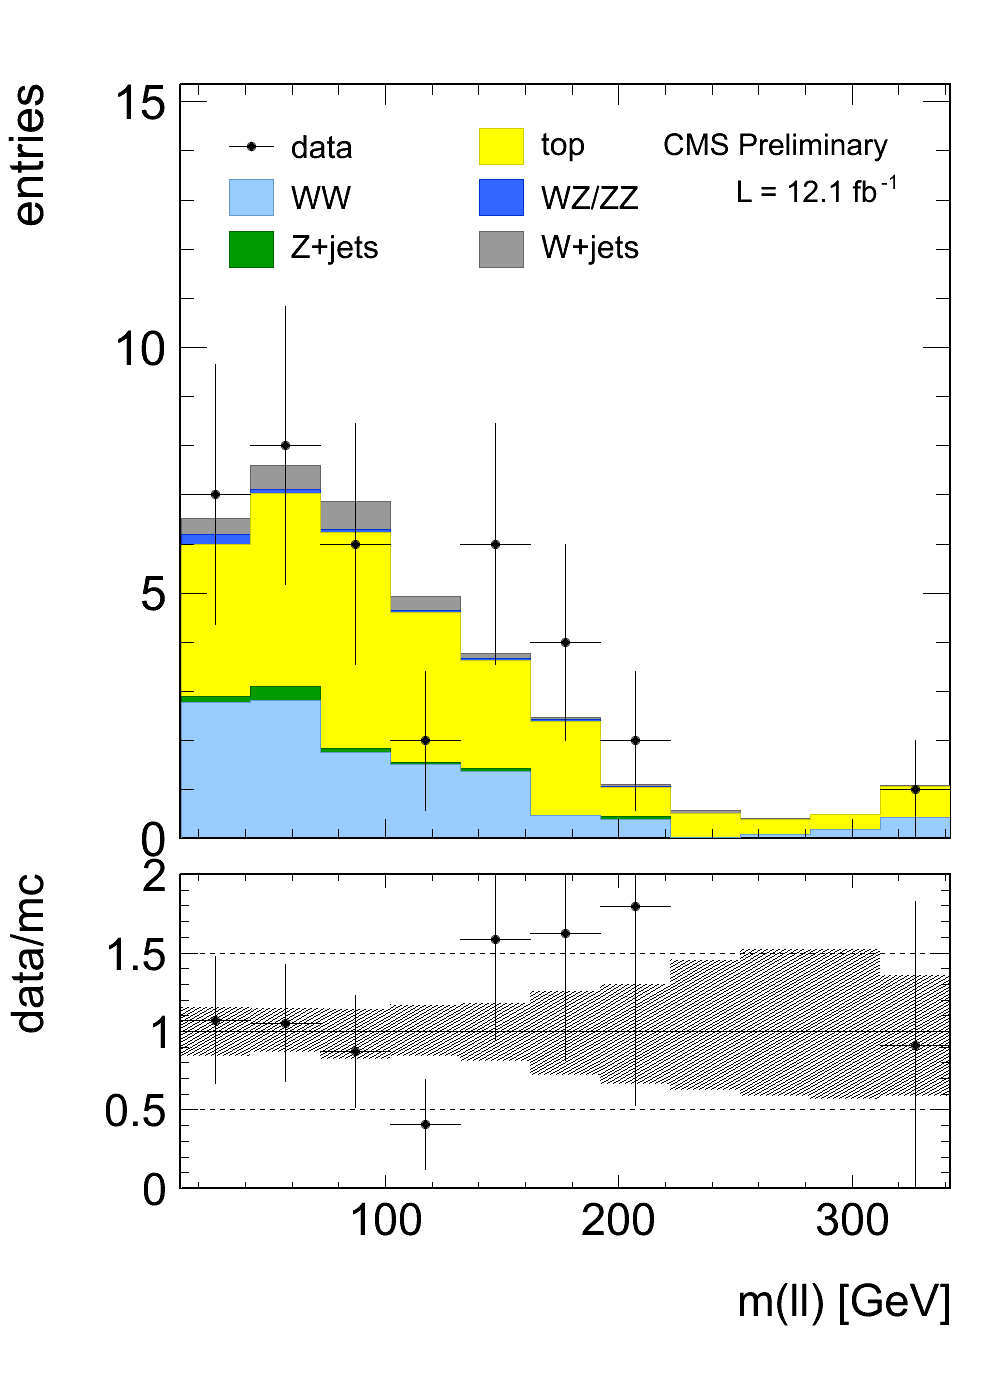 entries
15
10
5
0
data
top
CMS Preliminary
WW
WZ/ZZ
L = 12.1 fb-1
Z+jets
W+jets
data/mc
2
1.5
1
0.5
0
100 200 300
m(ll) [GeV]